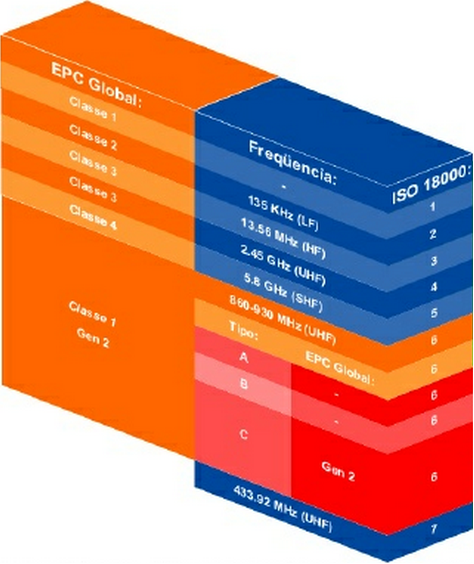 EPC Global:
Classe 1
Classe 2
Classe 3
Classe 3
Classe 4
Classe 1
Gen 2
Freqüencia:
-
135 KHz (LF)
13.56 MHz (HF)
2.45 GHz (UHF)
5.8 GHz (SHF)
860-930 MHz (UHF)
Tipo:
EPC Global:
A
-
B
-
C
Gen 2
433.92 MHz (UHF)
ISO 18000:
1
2
3
4
5
6
6
6
6
6
7